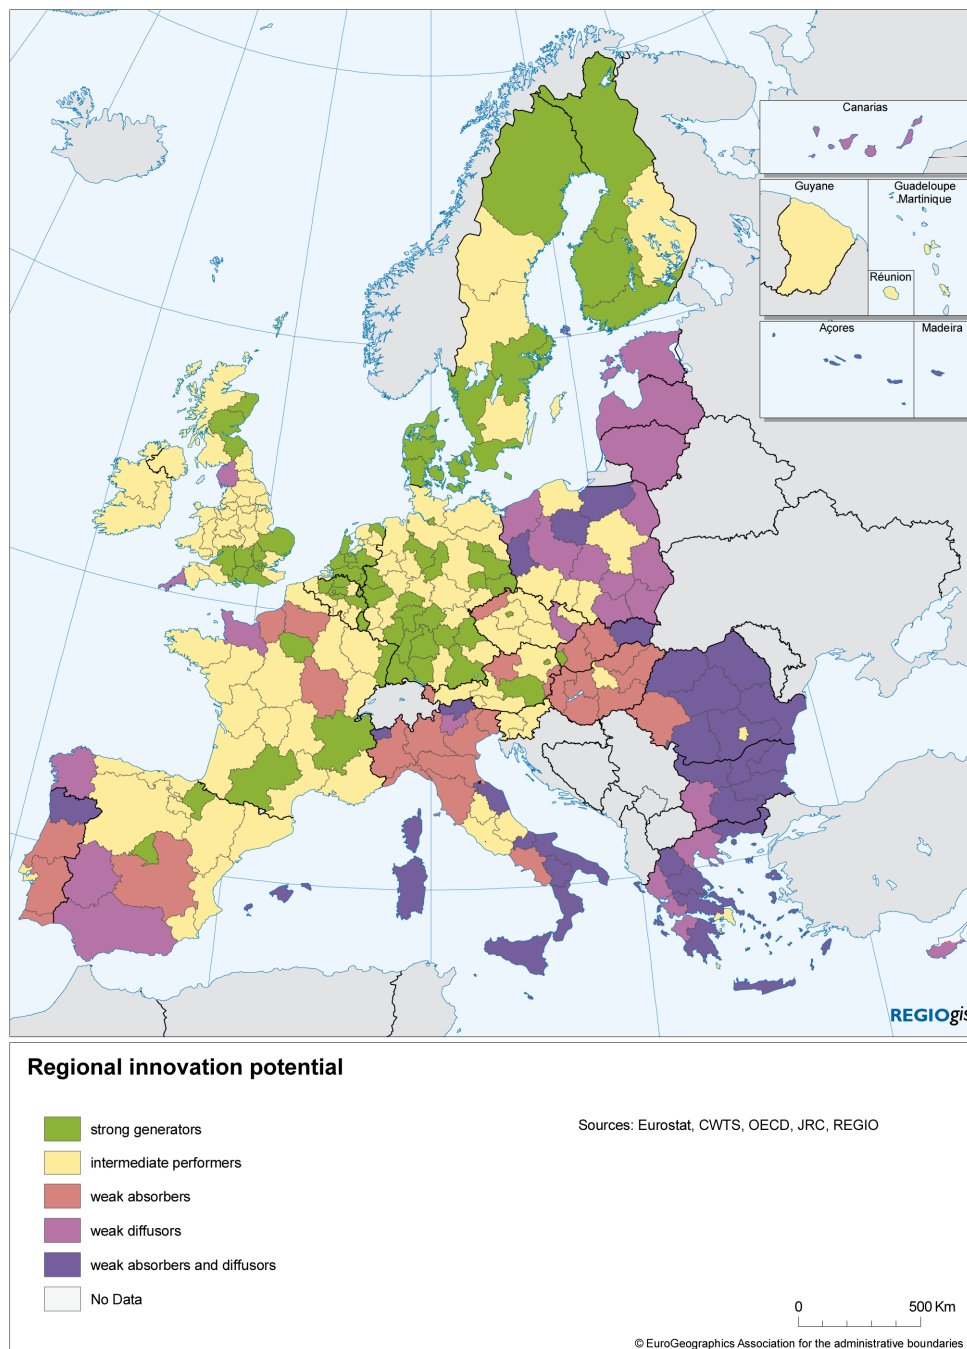 Canarias
Guyane
Guadeloupe
Martinique
Réunion
Açores
Madeira
REGIOgis
Regional innovation potential
strong generators
intermediate performers
weak absorbers
weak diffusors
weak absorbers and diffusors
No Data
Sources: Eurostat, CWTS, OECD, JRC, REGIO
0
500 Km
© EuroGeographics Association for the administrative boundaries